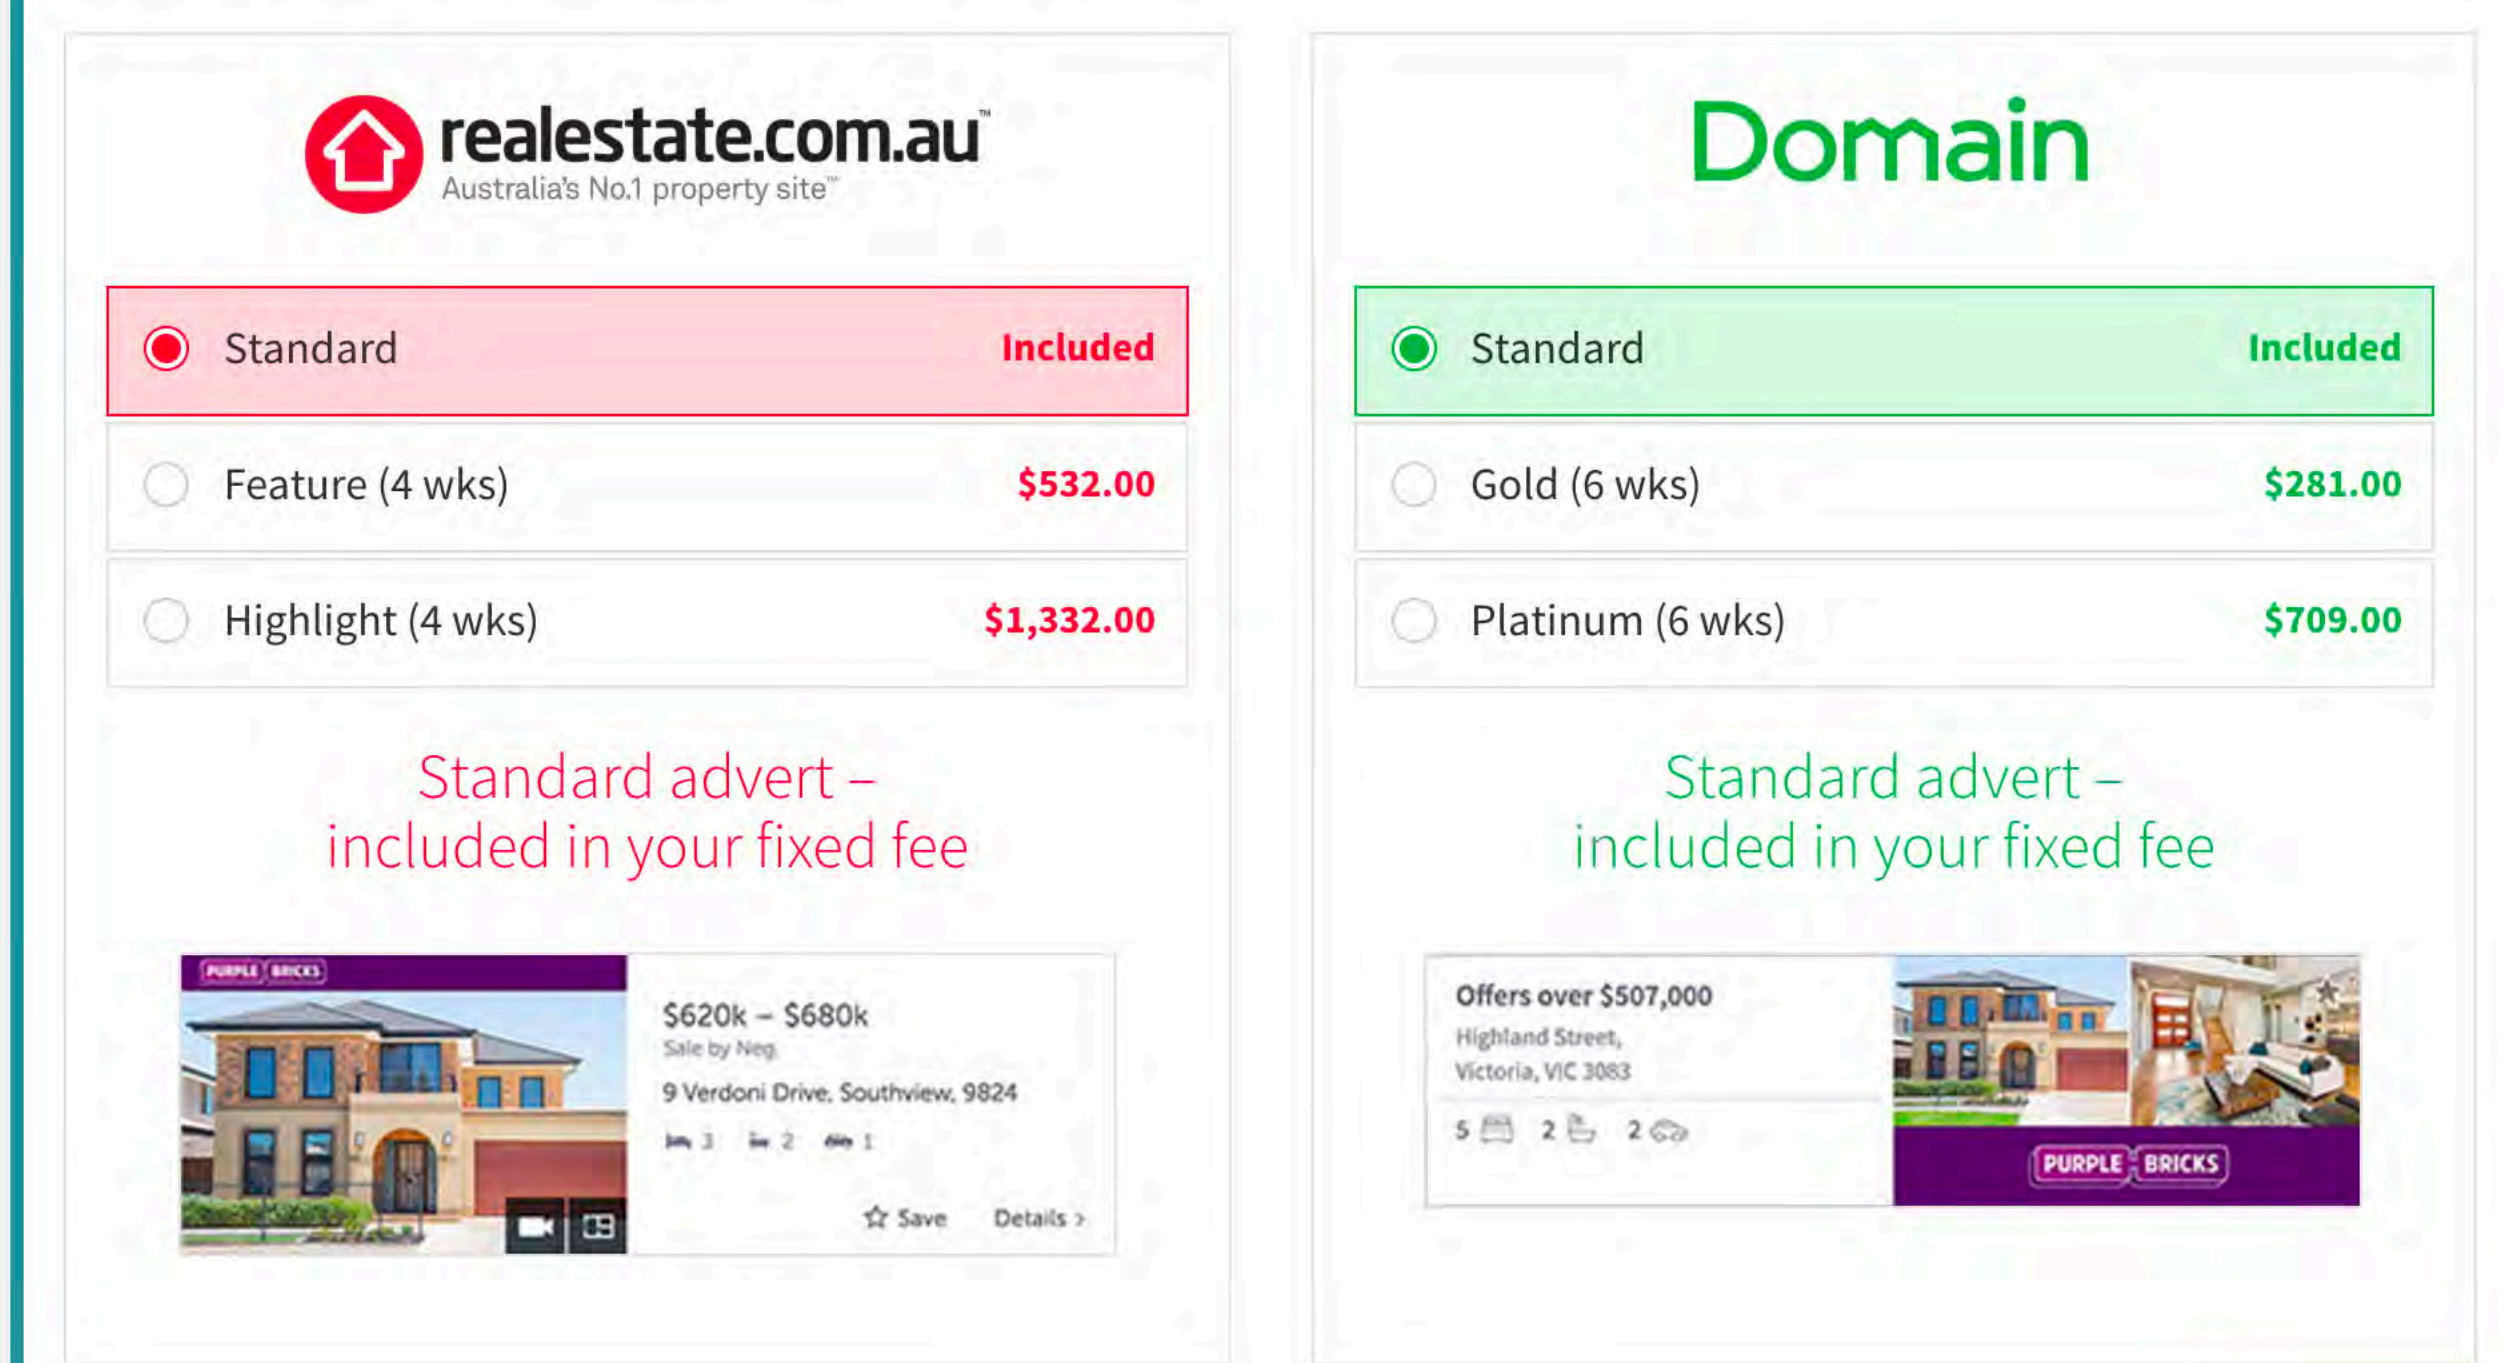 realestate.com.au™
Australia's No.1 property site™
Standard Included
Feature (4 wks) $532.00
Highlight (4 wks) $1,332.00
Standard advert –
included in your fixed fee
PURPLE BRICKS
$620k – $680k
Sale by Neg.
9 Verdoni Drive, Southview, 9824
3 2 1
Save Details >
Domain
Standard Included
Gold (6 wks) $281.00
Platinum (6 wks) $709.00
Standard advert –
included in your fixed fee
Offers over $507,000
Highland Street,
Victoria, VIC 3083
5 2 2
PURPLE BRICKS